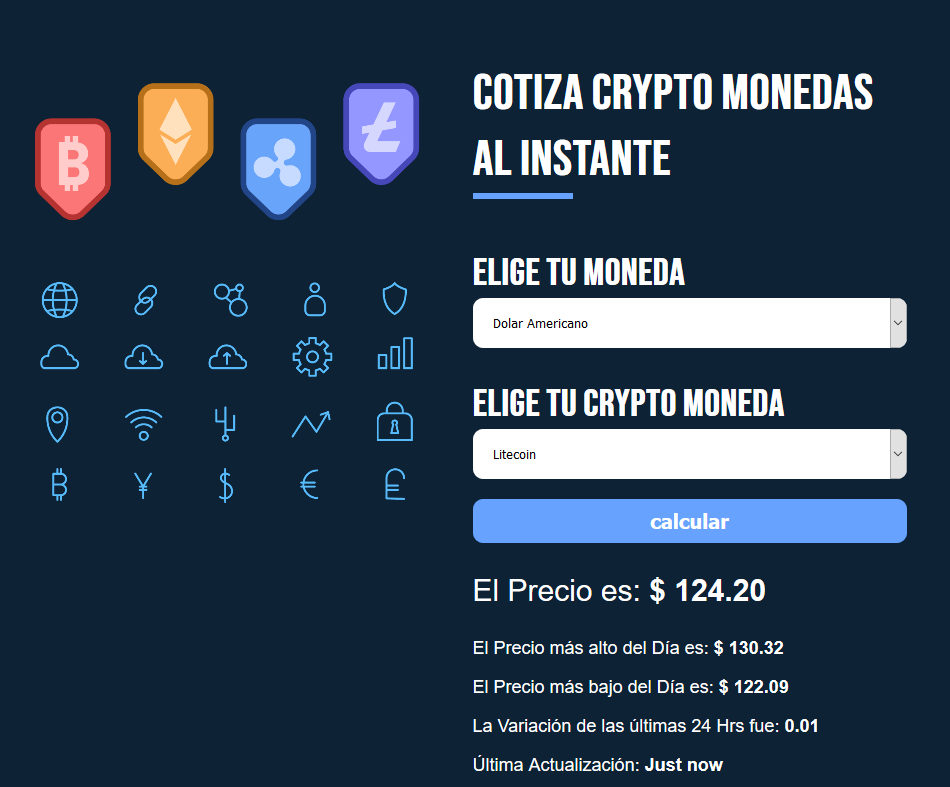 COTIZA CRYPTO MONEDAS
AL INSTANTE
ELIGE TU MONEDA
Dolar Americano
ELIGE TU CRYPTO MONEDA
Litecoin
calcular
El Precio es: $ 124.20
El Precio más alto del Día es: $ 130.32
El Precio más bajo del Día es: $ 122.09
La Variación de las últimas 24 Hrs fue: 0.01
Última Actualización: Just now